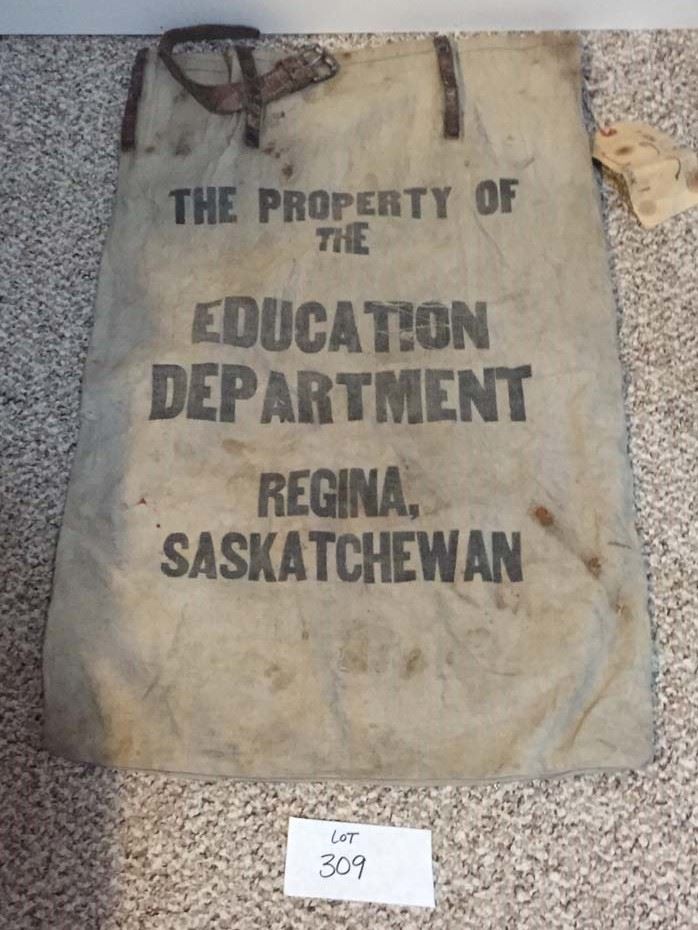 THE PROPERTY OF
THE
EDUCATION
DEPARTMENT
REGINA,
SASKATCHEWAN
LOT
309